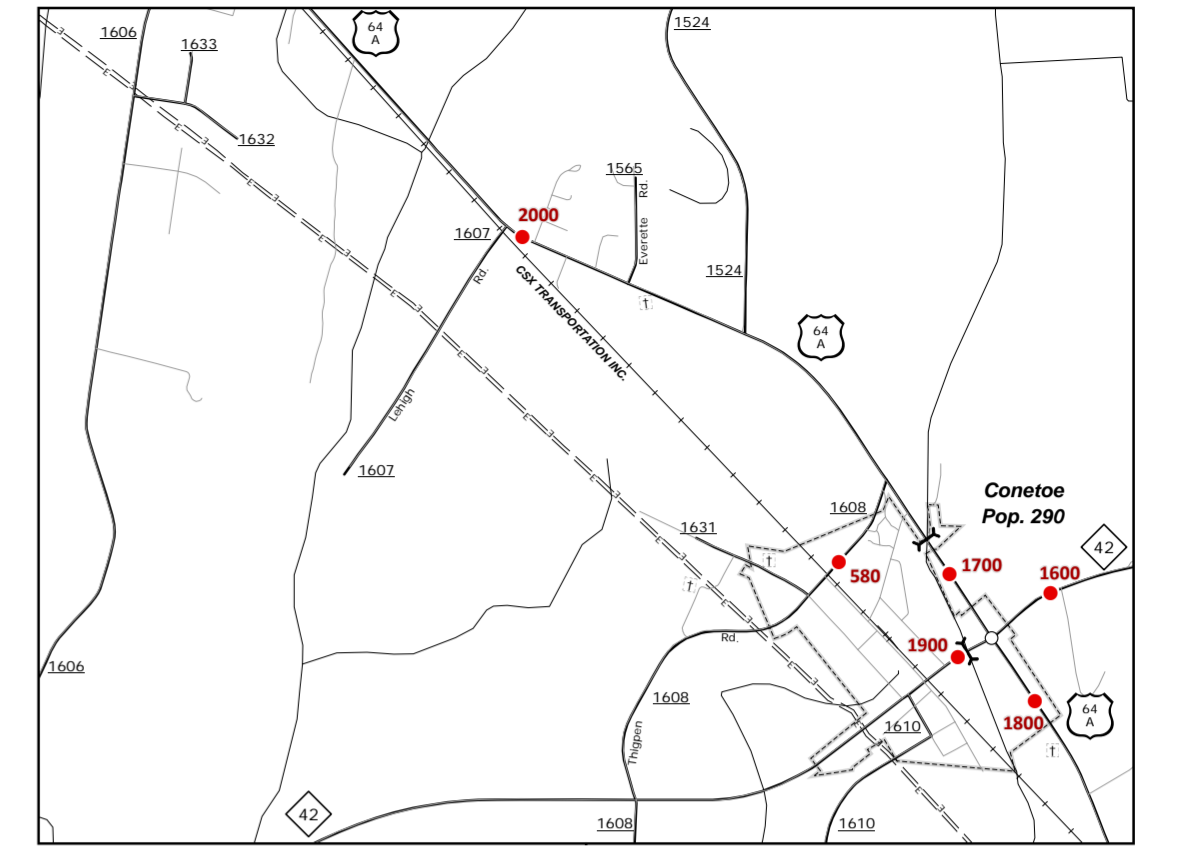 64
A
1524
1606
1633
1632
1565
Everette Rd.
2000
1607
Rd.
1524
CSX TRANSPORTATION INC.
64
A
Lehigh
1607
Conetoe
Pop. 290
1608
1631
42
580
1700
1600
Rd.
1900
1606
1608
64
A
1800
1610
Thigpen
42
1608
1610